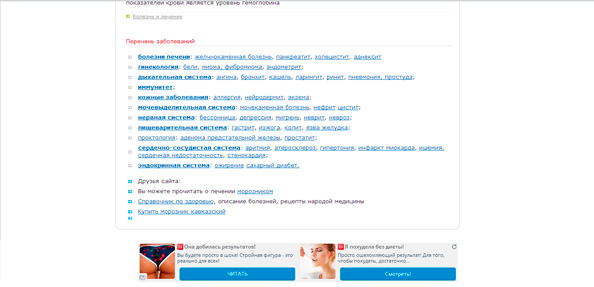 показателей крови является уровень гемоглобина
Болезнь и лечение
Перечень заболеваний
болезни печени: желчнокаменная болезнь, панкреатит, холецистит, аднексит
гинекология: бели, миома, фибромиома, эндометрит;
дыхательная система: ангина, бронхит, кашель, ларингит, ринит, пневмония, простуда;
иммунитет;
кожные заболевания: аллергия, нейродермит, экзема;
мочевыделительная система: мочекаменная болезнь, нефрит цистит;
нервная система: бессонница, депрессия, мигрень, неврит, невроз;
пищеварительная система: гастрит, изжога, колит, язва желудка;
проктология: аденома предстательной железы, простатит;
сердечно-сосудистая система: аритмия, атеросклероз, гипертония, инфаркт миокарда, ишемия,
сердечная недостаточность, стенокардия;
эндокринная система: ожирение сахарный диабет.
Друзья сайта:
Вы можете прочитать о лечении морозником
Справочник по здоровью, описание болезней, рецепты народой медицины
Купить морозник кавказский
Она добилась результатов!
Вы будете просто в шоке! Стройная фигура - это
реально для всех!
ЧИТАТЬ
Я похудела без диеты!
Просто ошеломляющий результат! Для того,
чтобы похудеть, достаточно...
Смотреть!